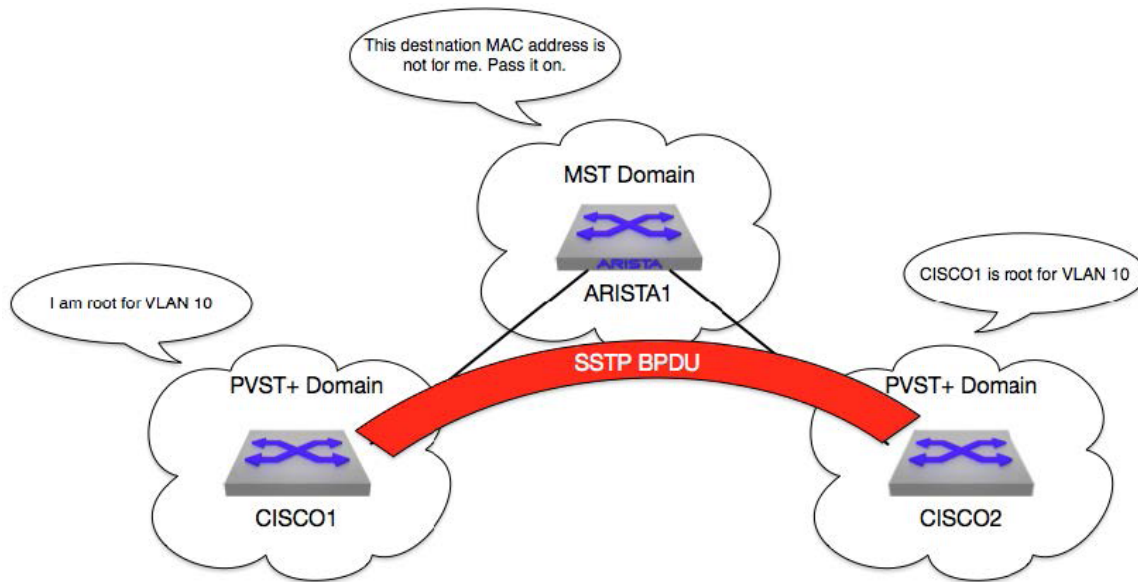 This destination MAC address is
not for me. Pass it on.
MST Domain
ARISTA
ARISTA1
CISCO1 is root for VLAN 10
I am root for VLAN 10
SSTP BPDU
PVST+ Domain
PVST+ Domain
CISCO1
CISCO2